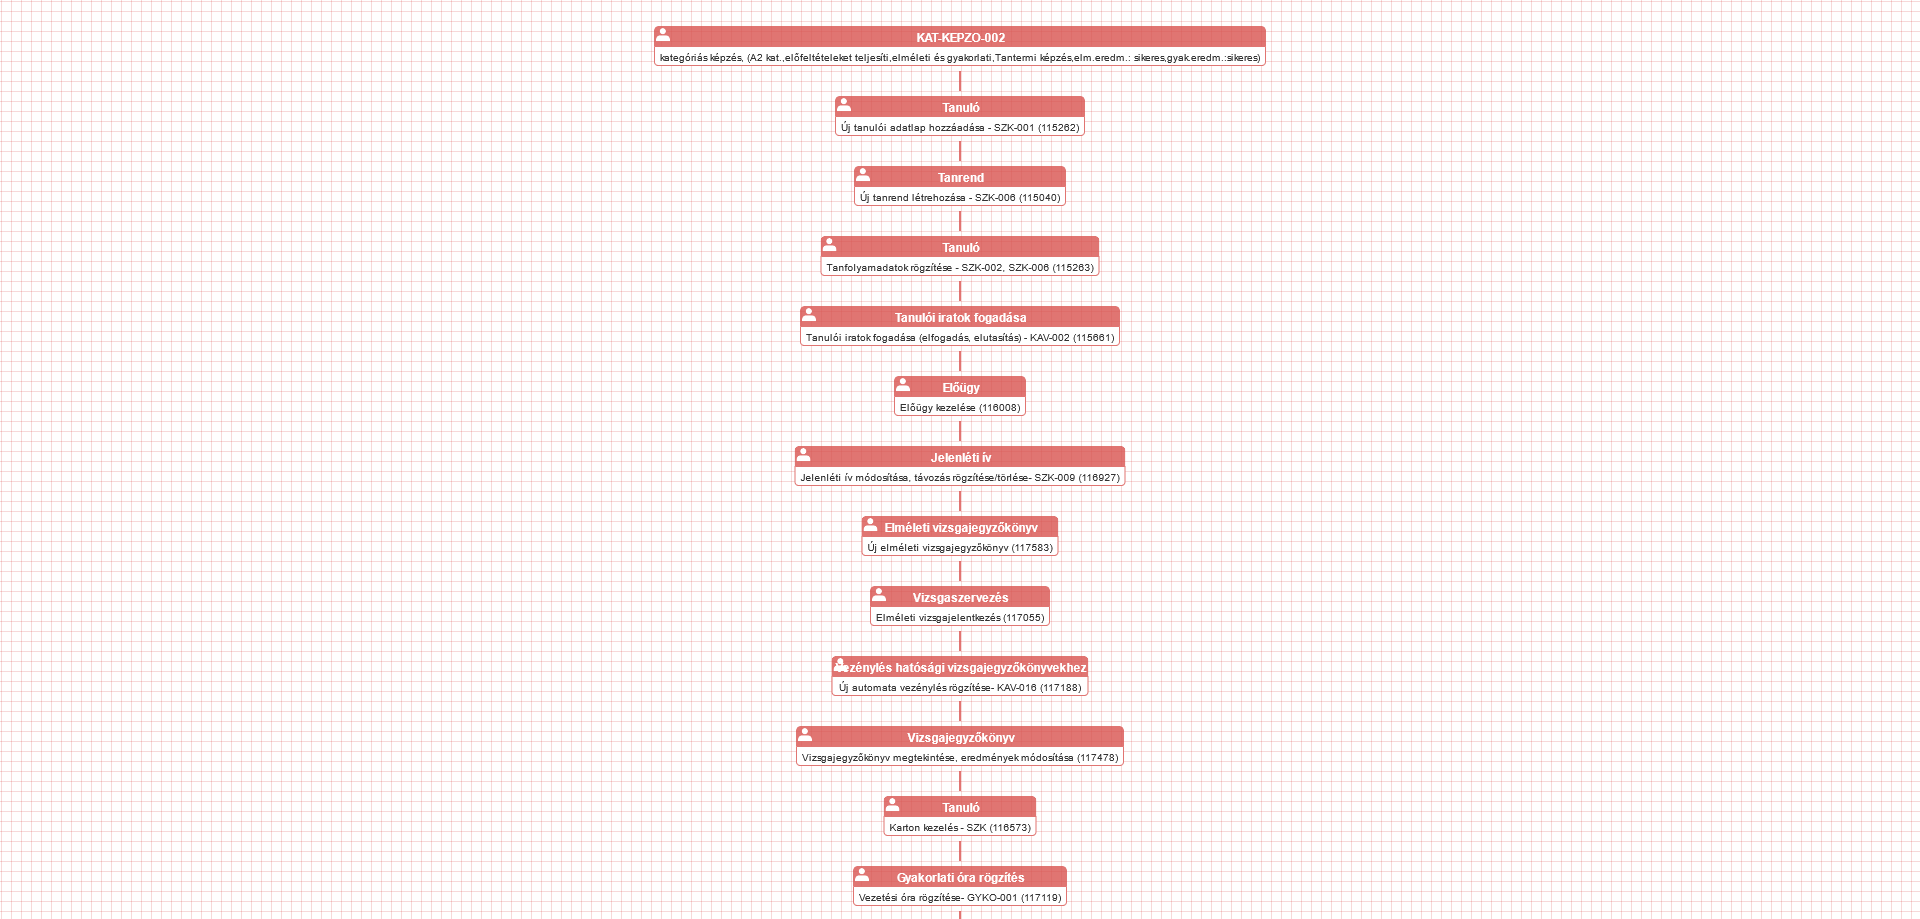 KAT-KEPZO-002
kategóriás képzés, (A2 kat.,előfeltételeket teljesíti,elméleti és gyakorlati,Tantermi képzés,elm.eredm.: sikeres,gyak.eredm.:sikeres)
Tanuló
Új tanulói adatlap hozzáadása - SZK-001 (115262)
Tanrend
Új tanrend létrehozása - SZK-006 (115040)
Tanuló
Tanfolyamadatok rögzítése - SZK-002, SZK-006 (115263)
Tanulói iratok fogadása
Tanulói iratok fogadása (elfogadás, elutasítás) - KAV-002 (115661)
Előügy
Előügy kezelése (116008)
Jelenléti ív
Jelenléti ív módosítása, távozás rögzítése/törlése- SZK-009 (116927)
Elméleti vizsgajegyzőkönyv
Új elméleti vizsgajegyzőkönyv (117583)
Vizsgaszervezés
Elméleti vizsgajelentkezés (117055)
Vezénylés hatósági vizsgajegyzőkönyvekhez
Új automata vezénylés rögzítése- KAV-016 (117188)
Vizsgajegyzőkönyv
Vizsgajegyzőkönyv megtekintése, eredmények módosítása (117478)
Tanuló
Karton kezelés - SZK (116573)
Gyakorlati óra rögzítés
Vezetési óra rögzítése- GYKO-001 (117119)